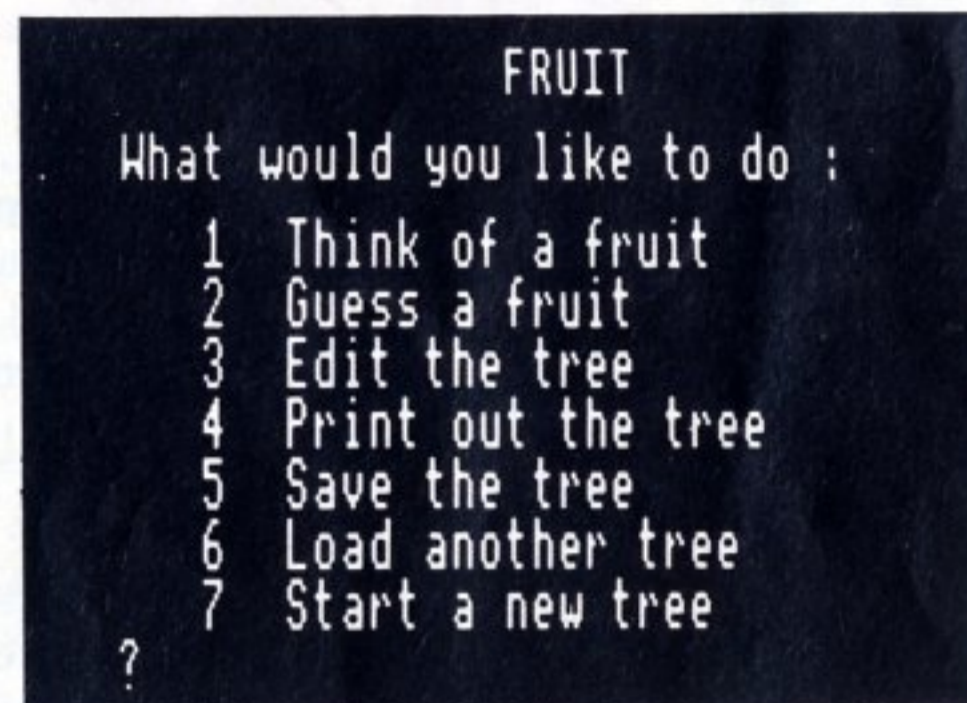 FRUIT
What would you like to do :
1 Think of a fruit
2 Guess a fruit
3 Edit the tree
4 Print out the tree
5 Save the tree
6 Load another tree
7 Start a new tree
?